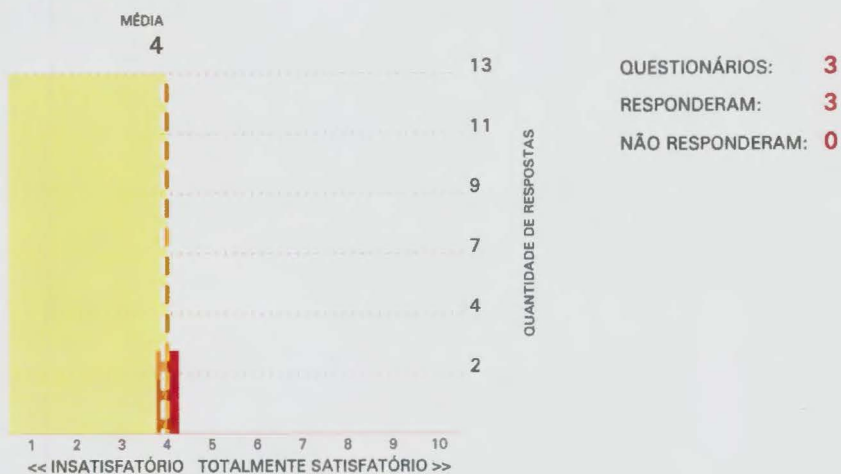 MÉDIA
4
13
11
9
7
4
2
QUANTIDADE DE RESPOSTAS
1 2 3 4 5 6 7 8 9 10
<< INSATISFATÓRIO TOTALMENTE SATISFATÓRIO >>
QUESTIONÁRIOS: 3
RESPONDERAM: 3
NÃO RESPONDERAM: 0